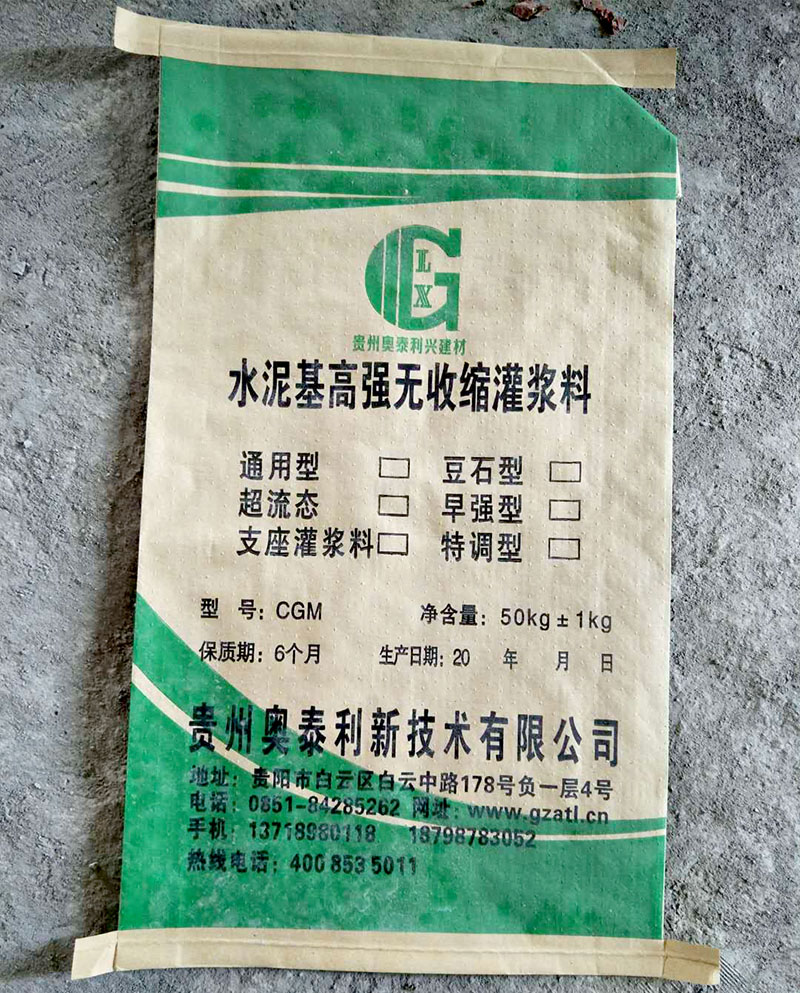 G
L
X
贵州奥泰利兴建材
水泥基高强无收缩灌浆料
通用型 □ 豆石型 □
超流态 □ 早强型 □
支座灌浆料□ 特调型 □
型 号：CGM 净含量：50kg±1kg
保质期：6个月 生产日期：20 年 月 日
贵州奥泰利新技术有限公司
地址：贵阳市白云区白云中路178号负一层4号
电话：0851-84285262 网址：www.gzatl.cn
手机：13718980118 18798783052
热线电话：400 853 5011